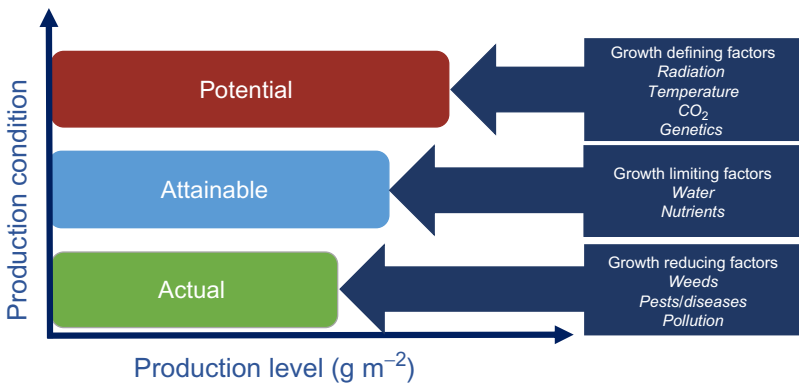 Production condition
Potential
Growth defining factors
Radiation
Temperature
CO₂
Genetics
Attainable
Growth limiting factors
Water
Nutrients
Actual
Growth reducing factors
Weeds
Pests/diseases
Pollution
Production level (g m⁻²)